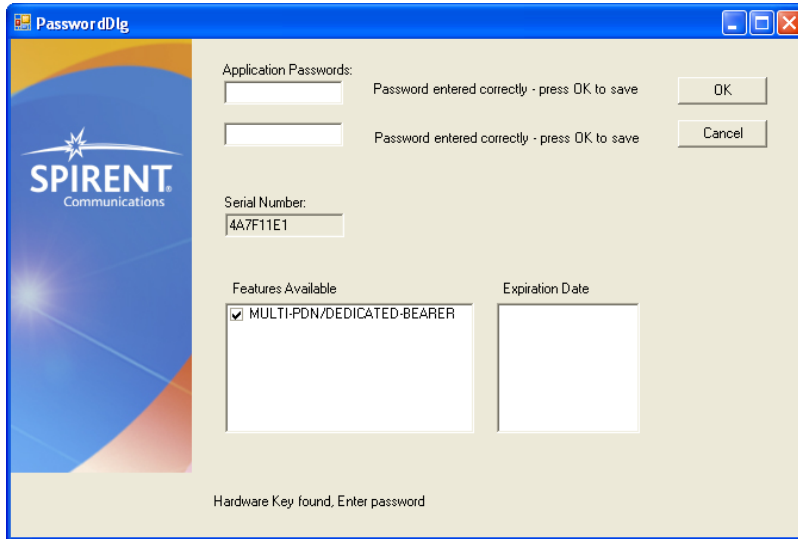 PasswordDlg
SPIRENT®
Communications
Application Passwords:
Password entered correctly - press OK to save
OK
Password entered correctly - press OK to save
Cancel
Serial Number:
4A7F11E1
Features Available
Expiration Date
MULTI-PDN/DEDICATED-BEARER
Hardware Key found, Enter password